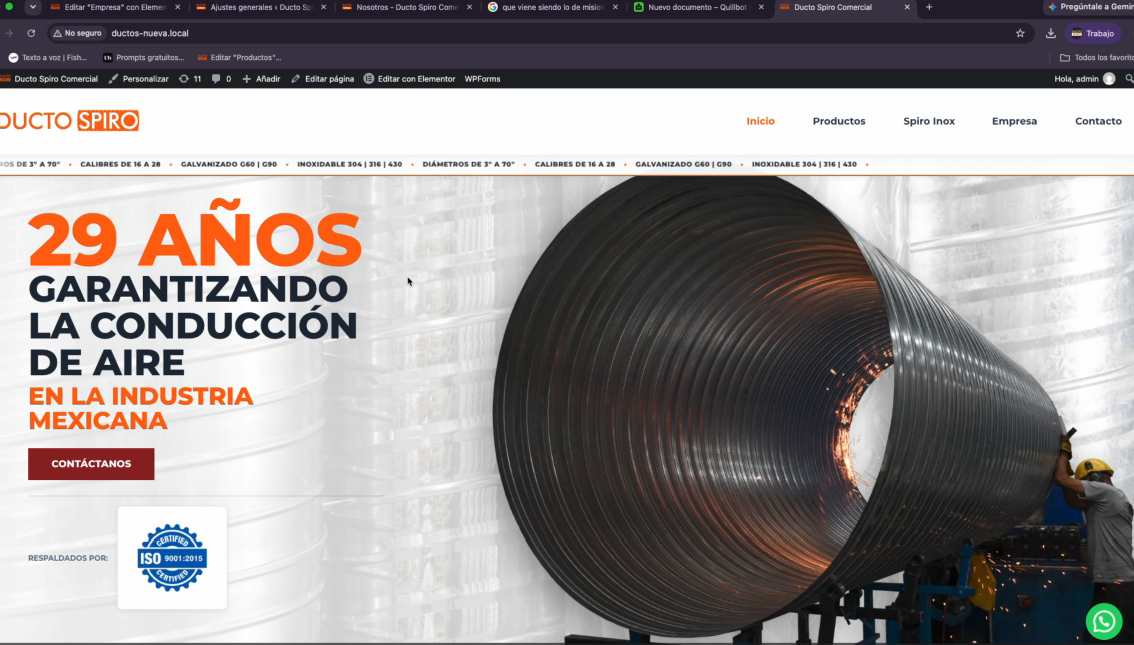 Editar "Empresa" con Elemen
Ajustes generales ‹ Ducto Sp
Nosotros – Ducto Spiro Come
que viene siendo lo de mision
Nuevo documento – Quillbot
Ducto Spiro Comercial
Pregúntale a Gemin
No seguro
ductos-nueva.local
Trabajo
Texto a voz | Fish...
Prompts gratuitos...
Editar "Productos"...
Todos los favorito
Ducto Spiro Comercial
Personalizar
11
0
Añadir
Editar página
Editar con Elementor
WPForms
Hola, admin
DUCTO SPIRO
Inicio
Productos
Spiro Inox
Empresa
Contacto
IOS DE 3" A 70" • CALIBRES DE 16 A 28 • GALVANIZADO G60 | G90 • INOXIDABLE 304 | 316 | 430 • DIÁMETROS DE 3" A 70" • CALIBRES DE 16 A 28 • GALVANIZADO G60 | G90 • INOXIDABLE 304 | 316 | 430 •
29 AÑOS
GARANTIZANDO
LA CONDUCCIÓN
DE AIRE
EN LA INDUSTRIA
MEXICANA
CONTÁCTANOS
RESPALDADOS POR:
CERTIFIED
ISO 9001:2015
CERTIFIED